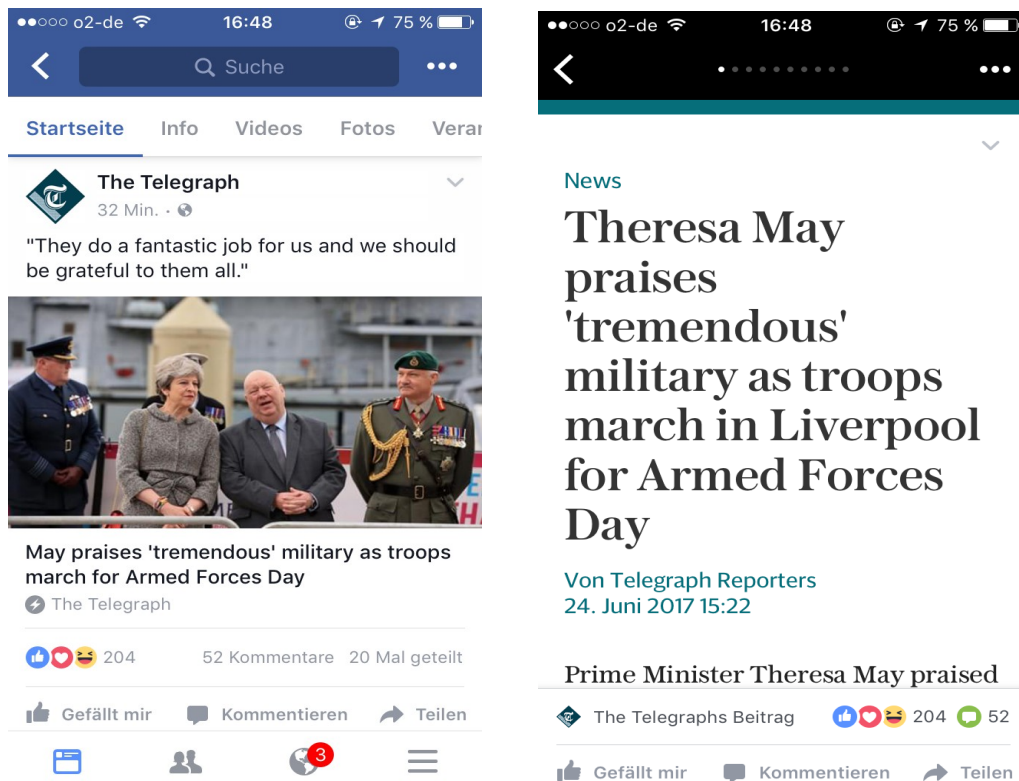 o2-de 16:48 75 %
Suche
Startseite Info Videos Fotos Veran
The Telegraph
32 Min. ·
"They do a fantastic job for us and we should
be grateful to them all."
May praises 'tremendous' military as troops
march for Armed Forces Day
The Telegraph
204 52 Kommentare 20 Mal geteilt
Gefällt mir Kommentieren Teilen
3
o2-de 16:48 75 %
News
Theresa May
praises
'tremendous'
military as troops
march in Liverpool
for Armed Forces
Day
Von Telegraph Reporters
24. Juni 2017 15:22
Prime Minister Theresa May praised
The Telegraphs Beitrag 204 52
Gefällt mir Kommentieren Teilen